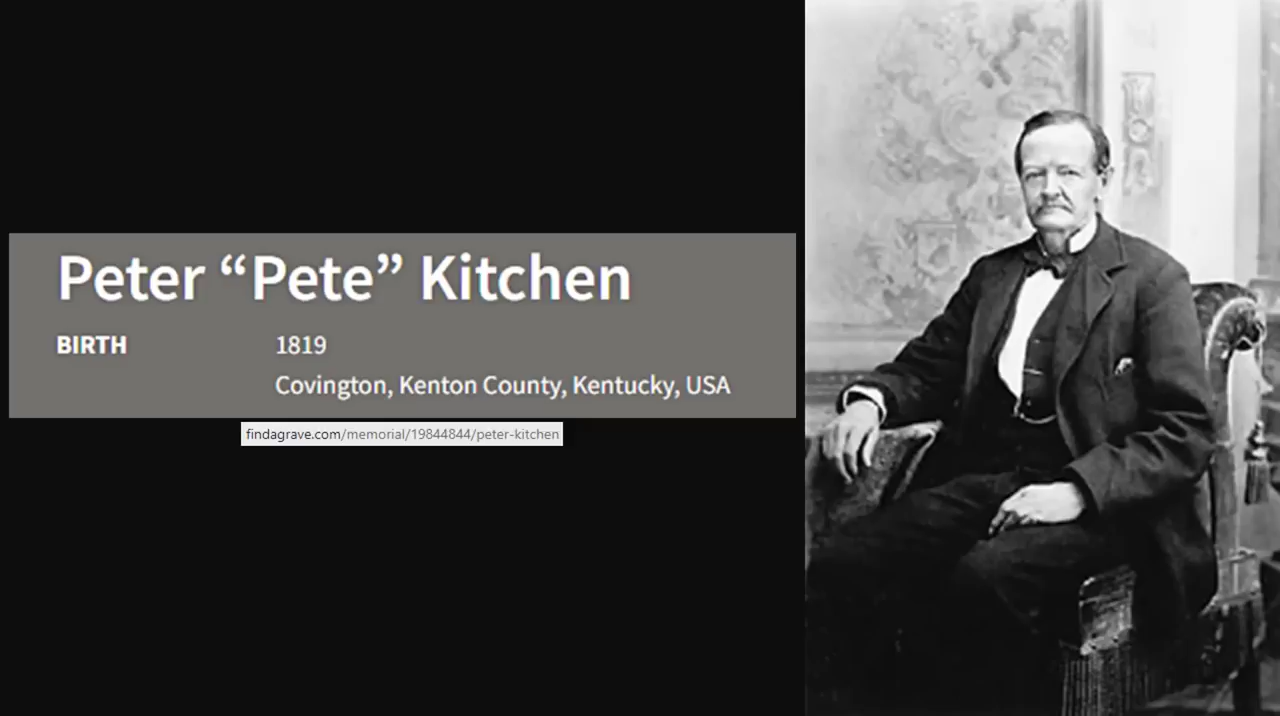 Peter “Pete” Kitchen
BIRTH 1819
Covington, Kenton County, Kentucky, USA
findagrave.com/memorial/19844844/peter-kitchen